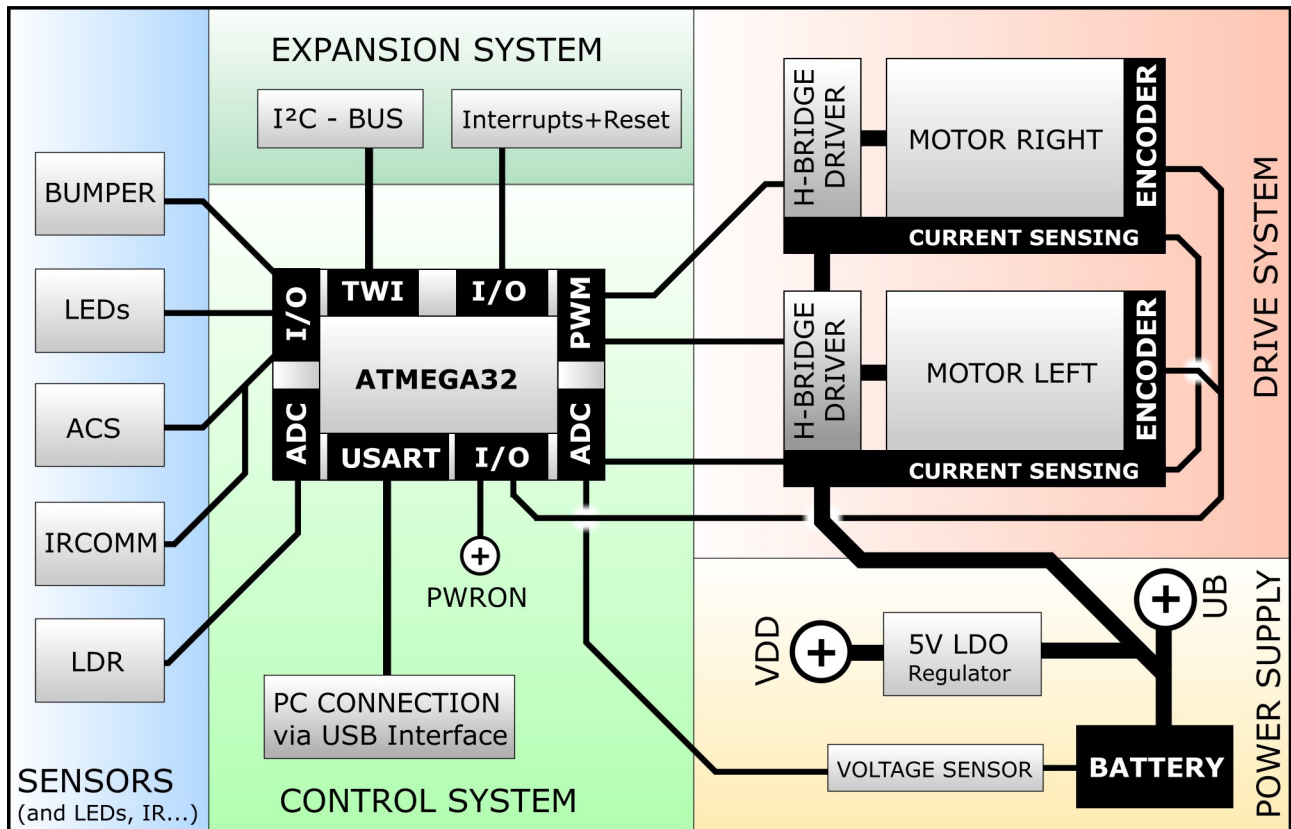 EXPANSION SYSTEM
I²C - BUS
Interrupts+Reset
BUMPER
LEDs
ACS
IRCOMM
LDR
SENSORS
(and LEDs, IR...)
I/O
TWI
I/O
PWM
ATMEGA32
ADC
USART
I/O
ADC
PWRON
PC CONNECTION
via USB Interface
CONTROL SYSTEM
H-BRIDGE
DRIVER
MOTOR RIGHT
ENCODER
CURRENT SENSING
H-BRIDGE
DRIVER
MOTOR LEFT
ENCODER
CURRENT SENSING
DRIVE SYSTEM
VDD
5V LDO
Regulator
UB
VOLTAGE SENSOR
BATTERY
POWER SUPPLY